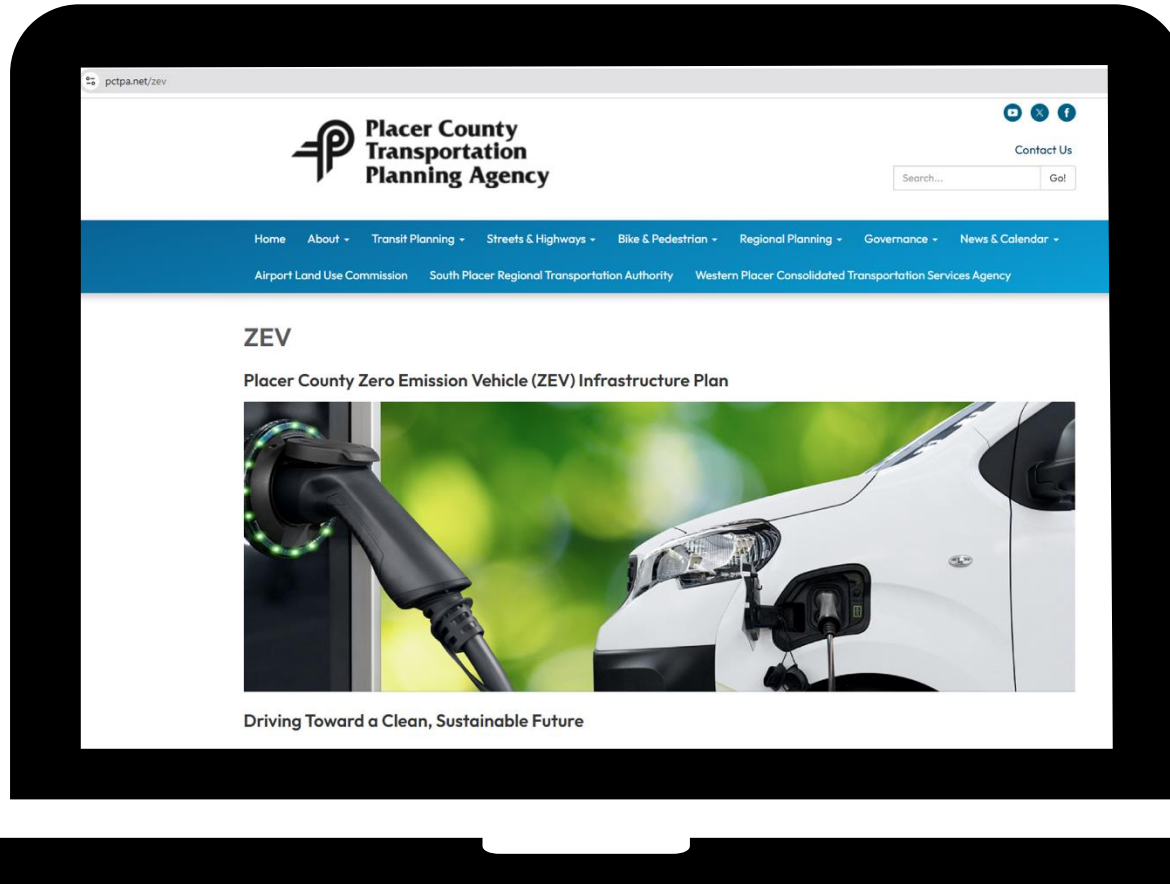 pctpa.net/zev
Placer County
Transportation
Planning Agency
Contact Us
Search...
Go!
Home About Transit Planning Streets & Highways Bike & Pedestrian Regional Planning Governance News & Calendar
Airport Land Use Commission South Placer Regional Transportation Authority Western Placer Consolidated Transportation Services Agency
ZEV
Placer County Zero Emission Vehicle (ZEV) Infrastructure Plan
Driving Toward a Clean, Sustainable Future